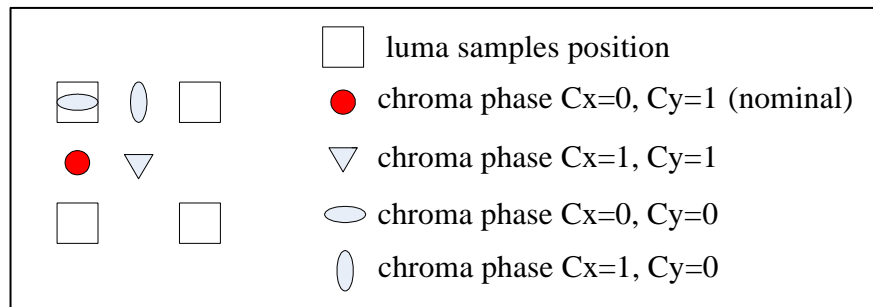 luma samples position
chroma phase Cx=0, Cy=1 (nominal)
chroma phase Cx=1, Cy=1
chroma phase Cx=0, Cy=0
chroma phase Cx=1, Cy=0